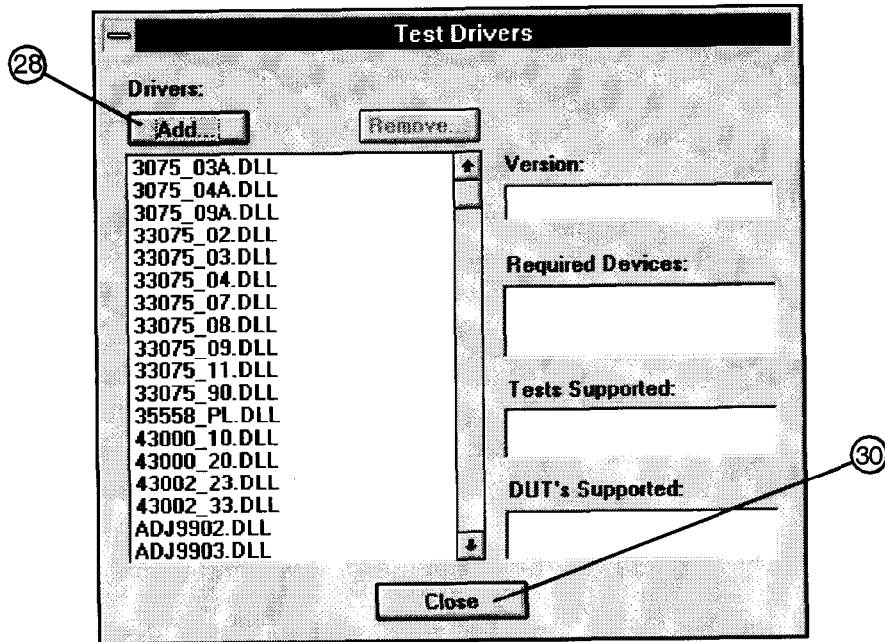 Test Drivers
28
Drivers:
Add...
Remove...
3075_03A.DLL
3075_04A.DLL
3075_09A.DLL
33075_02.DLL
33075_03.DLL
33075_04.DLL
33075_07.DLL
33075_08.DLL
33075_09.DLL
33075_11.DLL
33075_90.DLL
35558_PL.DLL
43000_10.DLL
43000_20.DLL
43002_23.DLL
43002_33.DLL
ADJ9902.DLL
ADJ9903.DLL
Version:
Required Devices:
Tests Supported:
DUT's Supported:
30
Close